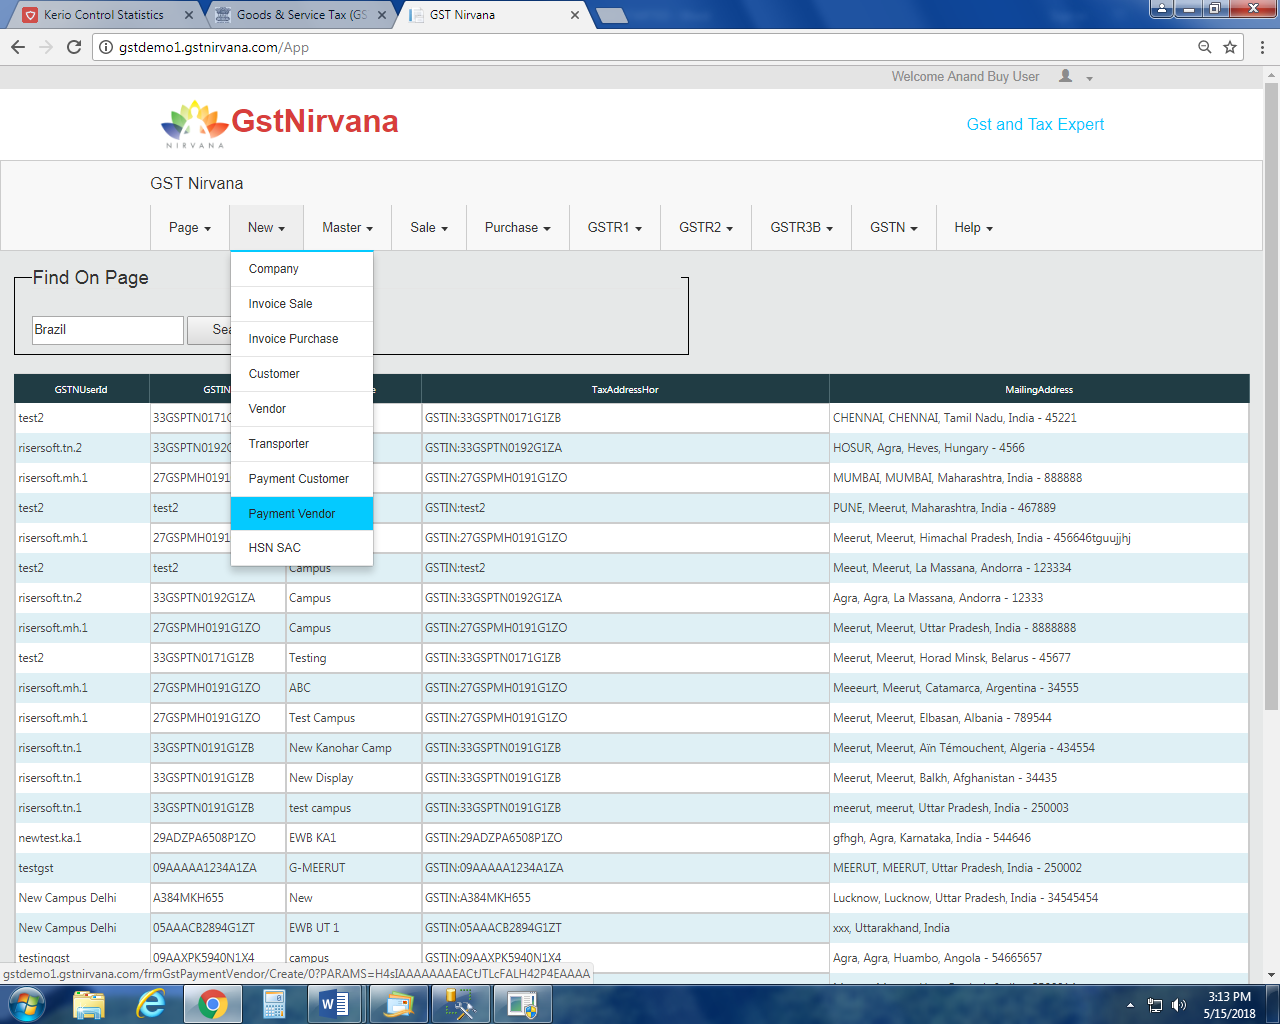 Kerio Control Statistics
Goods & Service Tax (GS
GST Nirvana
gstdemo1.gstnirvana.com/App
Welcome Anand Buy User
NIRVANA
GstNirvana
Gst and Tax Expert
GST Nirvana
Page New Master Sale Purchase GSTR1 GSTR2 GSTR3B GSTN Help
Company
Invoice Sale
Invoice Purchase
Customer
Vendor
Transporter
Payment Customer
Payment Vendor
HSN SAC
Find On Page
Brazil Sea
GSTNUserId GSTIN e TaxAddressHor MailingAddress
test2 33GSPTN0171G GSTIN:33GSPTN0171G1ZB CHENNAI, CHENNAI, Tamil Nadu, India - 45221
risersoft.tn.2 33GSPTN0192G GSTIN:33GSPTN0192G1ZA HOSUR, Agra, Heves, Hungary - 4566
risersoft.mh.1 27GSPMH0191 GSTIN:27GSPMH0191G1ZO MUMBAI, MUMBAI, Maharashtra, India - 888888
test2 test2 GSTIN:test2 PUNE, Meerut, Maharashtra, India - 467889
risersoft.mh.1 27GSPMH0191 GSTIN:27GSPMH0191G1ZO Meerut, Meerut, Himachal Pradesh, India - 456646tguujjhj
test2 test2 Campus GSTIN:test2 Meeut, Meerut, La Massana, Andorra - 123334
risersoft.tn.2 33GSPTN0192G1ZA Campus GSTIN:33GSPTN0192G1ZA Agra, Agra, La Massana, Andorra - 12333
risersoft.mh.1 27GSPMH0191G1ZO Campus GSTIN:27GSPMH0191G1ZO Meerut, Meerut, Uttar Pradesh, India - 8888888
test2 33GSPTN0171G1ZB Testing GSTIN:33GSPTN0171G1ZB Meerut, Meerut, Horad Minsk, Belarus - 45677
risersoft.mh.1 27GSPMH0191G1ZO ABC GSTIN:27GSPMH0191G1ZO Meeeurt, Meerut, Catamarca, Argentina - 34555
risersoft.mh.1 27GSPMH0191G1ZO Test Campus GSTIN:27GSPMH0191G1ZO Meerut, Meerut, Elbasan, Albania - 789544
risersoft.tn.1 33GSPTN0191G1ZB New Kanohar Camp GSTIN:33GSPTN0191G1ZB Meerut, Meerut, Aïn Témouchent, Algeria - 434554
risersoft.tn.1 33GSPTN0191G1ZB New Display GSTIN:33GSPTN0191G1ZB Meerut, Meerut, Balkh, Afghanistan - 34435
risersoft.tn.1 33GSPTN0191G1ZB test campus GSTIN:33GSPTN0191G1ZB meerut, meerut, Uttar Pradesh, India - 250003
newtest.ka.1 29ADZPA6508P1ZO EWB KA1 GSTIN:29ADZPA6508P1ZO gfhgh, Agra, Karnataka, India - 544646
testgst 09AAAAA1234A1ZA G-MEERUT GSTIN:09AAAAA1234A1ZA MEERUT, MEERUT, Uttar Pradesh, India - 250002
New Campus Delhi A384MKH655 New GSTIN:A384MKH655 Lucknow, Lucknow, Uttar Pradesh, India - 34545454
New Campus Delhi 05AAACB2894G1ZT EWB UT 1 GSTIN:05AAACB2894G1ZT xxx, Uttarakhand, India
testinggst 09AAXPK5940N1X4 campus GSTIN:09AAXPK5940N1X4 Agra, Agra, Huambo, Angola - 54665657
gstdemo1.gstnirvana.com/frmGstPaymentVendor/Create/0?PARAMS=H4sIAAAAAAAEACtJTLcFALH42P4EAAAA
3:13 PM
5/15/2018